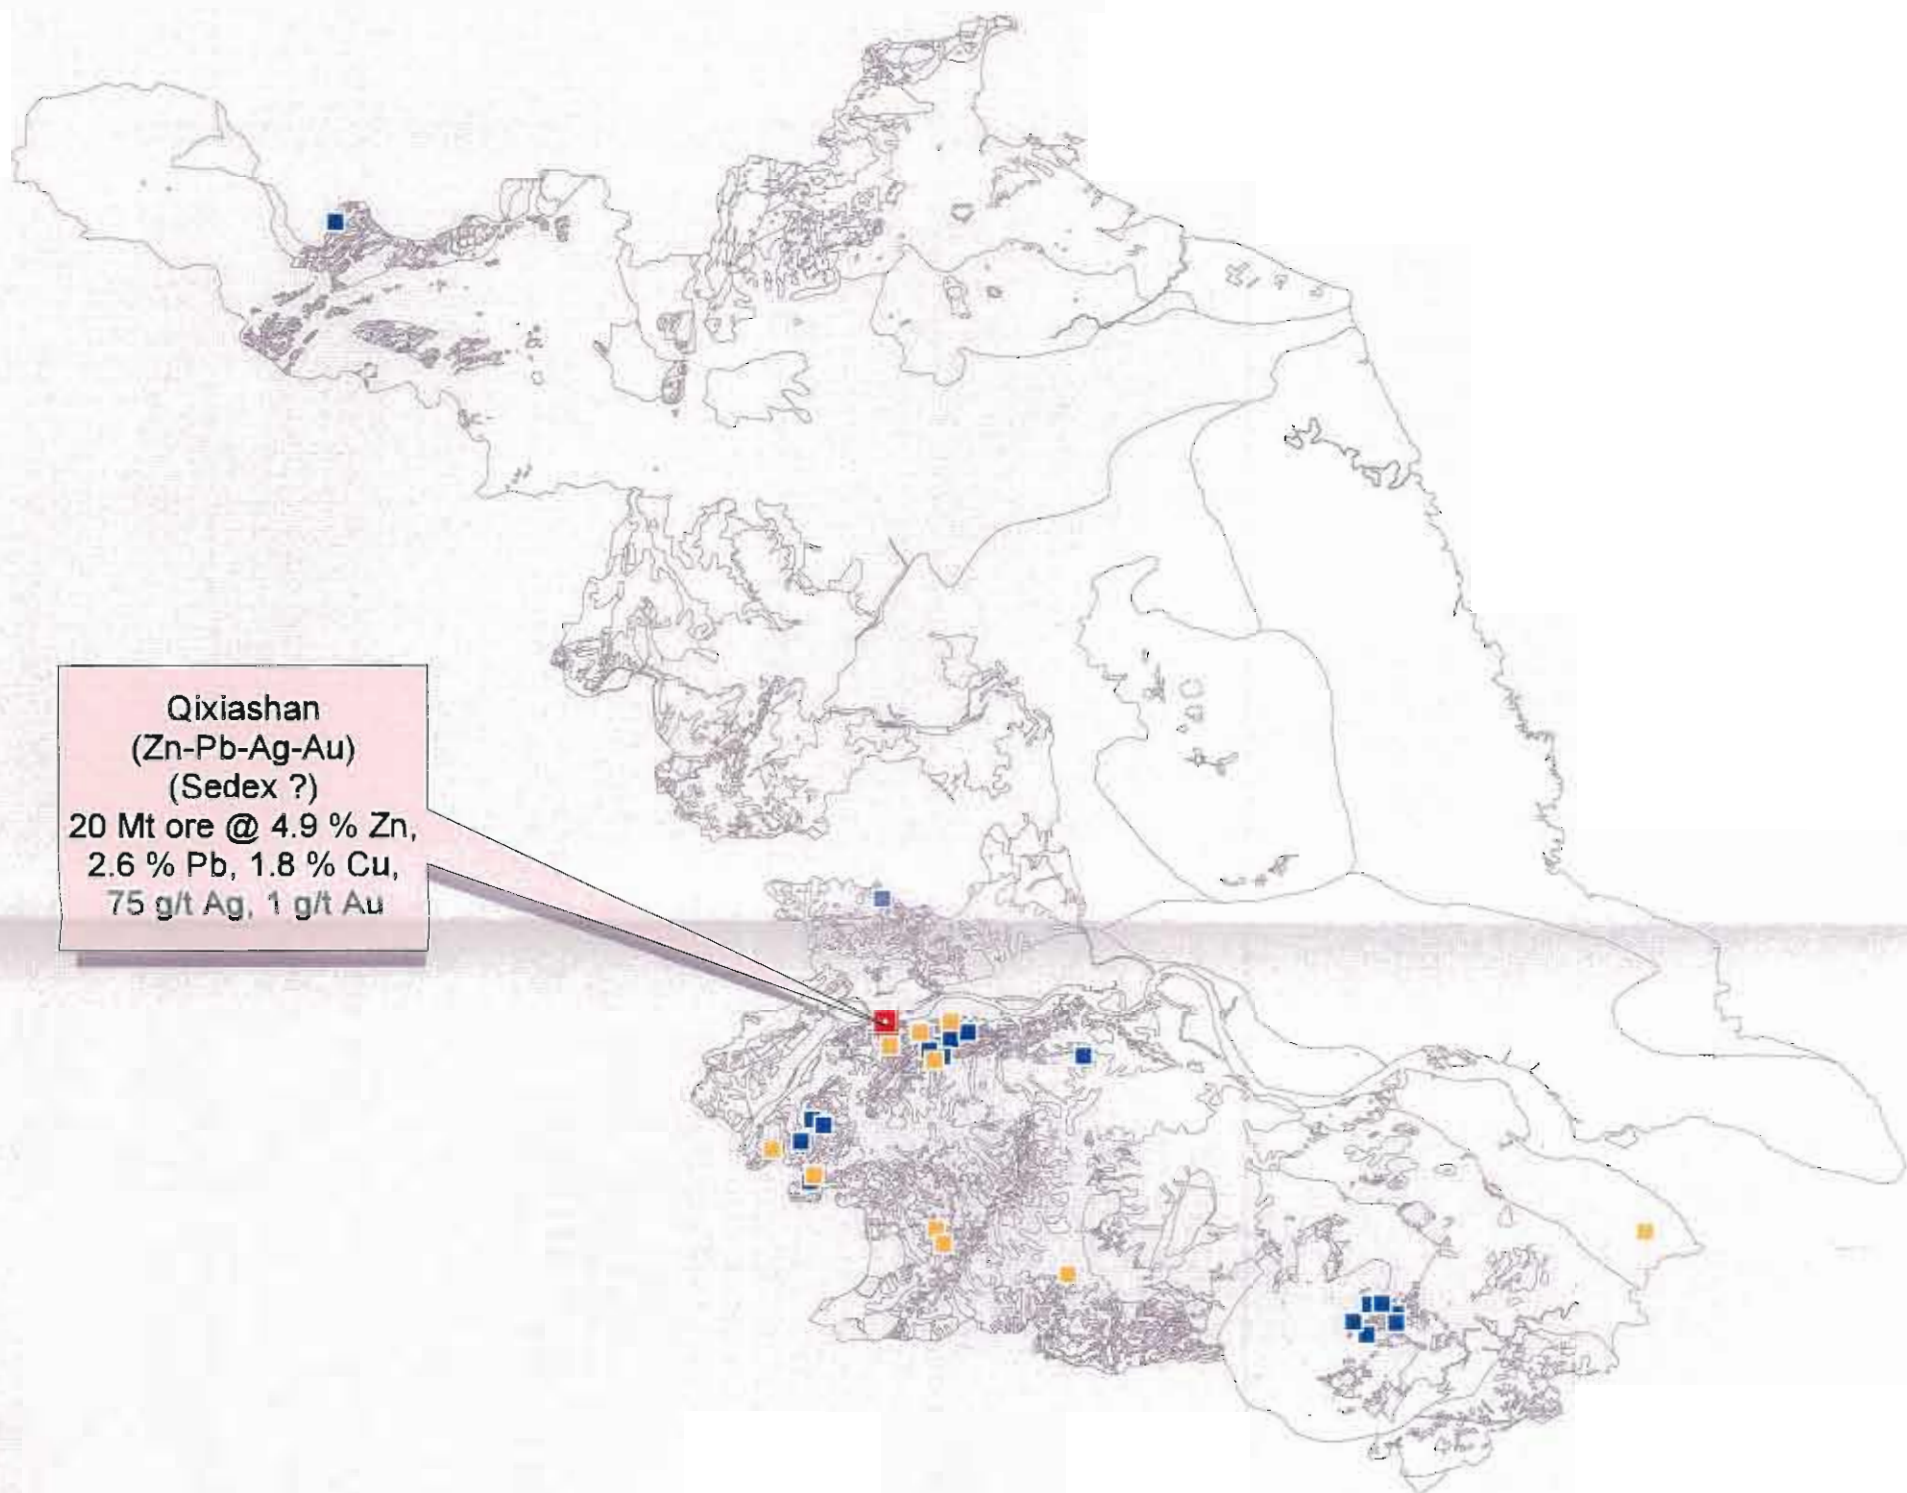 Qixiashan
(Zn-Pb-Ag-Au)
(Sedex ?)
20 Mt ore @ 4.9 % Zn,
2.6 % Pb, 1.8 % Cu,
75 g/t Ag, 1 g/t Au